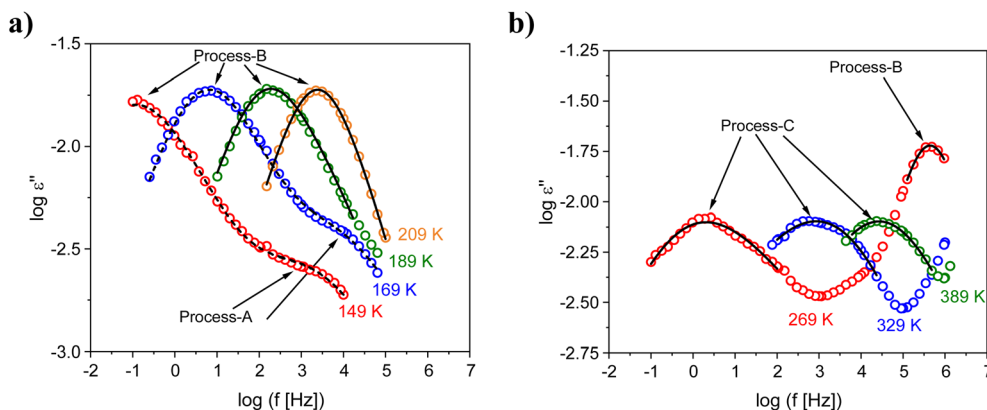 a)
-1.5
-2.0
-2.5
-3.0
log ε"
Process-B
Process-A
209 K
189 K
169 K
149 K
-2 -1 0 1 2 3 4 5 6 7
log (f [Hz])
b)
-1.25
-1.50
-1.75
-2.00
-2.25
-2.50
-2.75
log ε"
Process-B
Process-C
269 K
329 K
389 K
-2 -1 0 1 2 3 4 5 6 7
log (f [Hz])